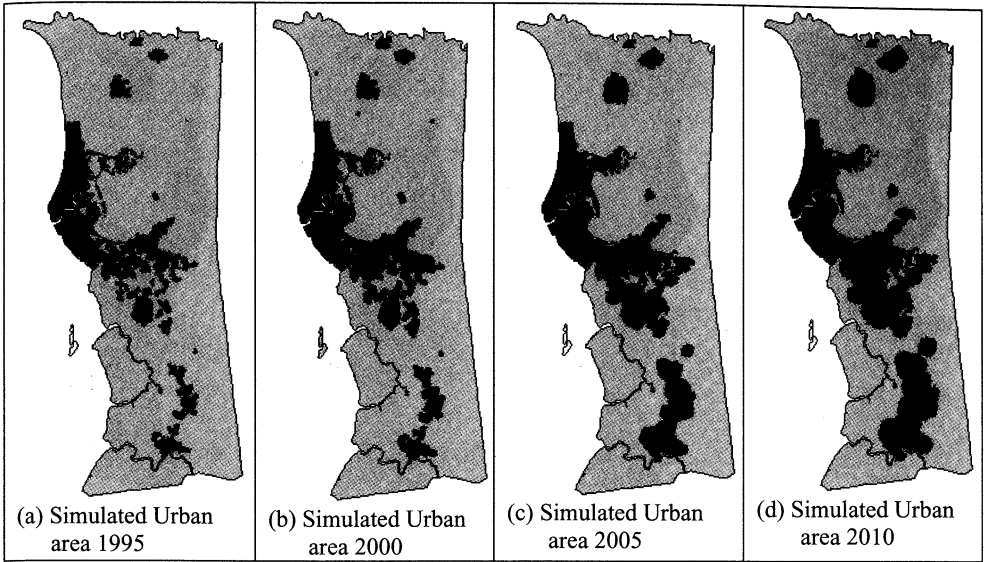 (a) Simulated Urban
area 1995
(b) Simulated Urban
area 2000
(c) Simulated Urban
area 2005
(d) Simulated Urban
area 2010